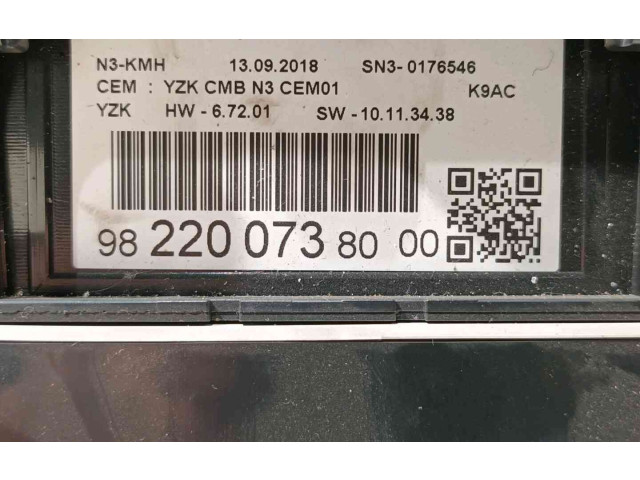 N3-KMH 13.09.2018 SN3- 0176546
CEM : YZK CMB N3 CEM01 K9AC
YZK HW - 6.72.01 SW - 10.11.34.38
98 220 073 80 00